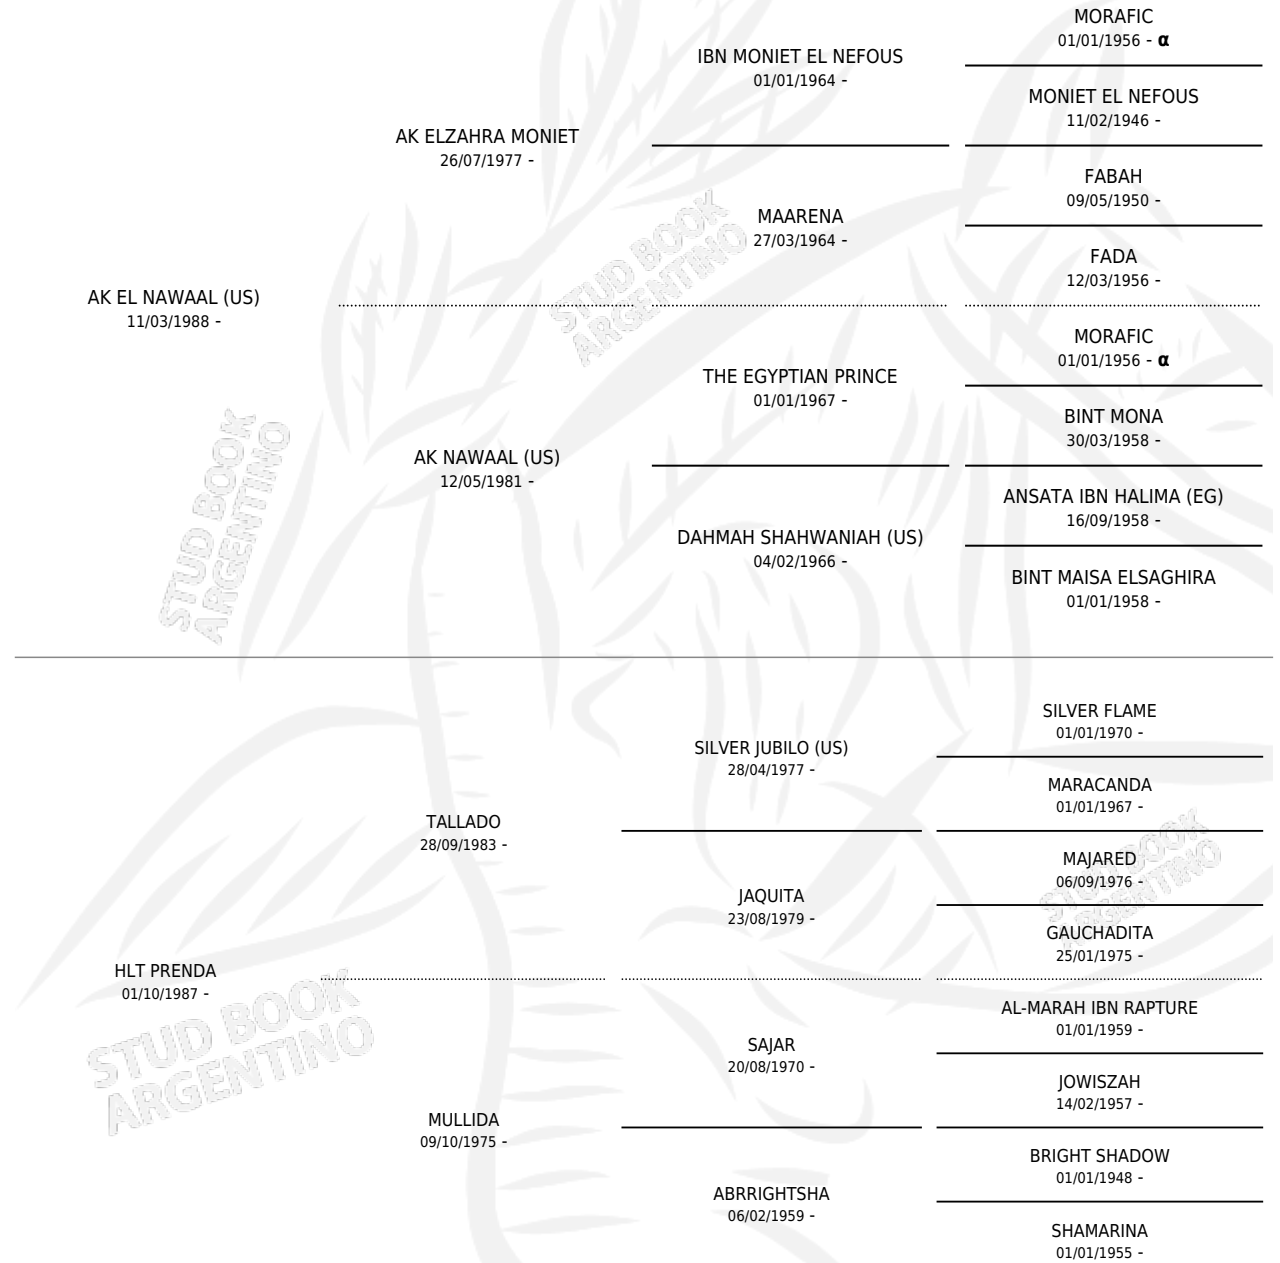 MORAFIC
01/01/1956 - α
IBN MONIET EL NEFOUS
01/01/1964 -
MONIET EL NEFOUS
11/02/1946 -
AK ELZAHRA MONIET
26/07/1977 -
FABAH
09/05/1950 -
MAARENA
27/03/1964 -
FADA
12/03/1956 -
AK EL NAWAAL (US)
11/03/1988 -
MORAFIC
01/01/1956 - α
THE EGYPTIAN PRINCE
01/01/1967 -
BINT MONA
30/03/1958 -
AK NAWAAL (US)
12/05/1981 -
ANSATA IBN HALIMA (EG)
16/09/1958 -
DAHMAH SHAHWANIAH (US)
04/02/1966 -
BINT MAISA ELSAGHIRA
01/01/1958 -
STUD BOOK
ARGENTINO
STUD BOOK
ARGENTINO
SILVER FLAME
01/01/1970 -
SILVER JUBILO (US)
28/04/1977 -
MARACANDA
01/01/1967 -
TALLADO
28/09/1983 -
MAJARED
06/09/1976 -
JAQUITA
23/08/1979 -
GAUCHADITA
25/01/1975 -
HLT PRENDA
01/10/1987 -
AL-MARAH IBN RAPTURE
01/01/1959 -
SAJAR
20/08/1970 -
JOWISZAH
14/02/1957 -
MULLIDA
09/10/1975 -
BRIGHT SHADOW
01/01/1948 -
ABRRIGHTSHA
06/02/1959 -
SHAMARINA
01/01/1955 -
STUD BOOK
ARGENTINO
STUD BOOK
ARGENTINO